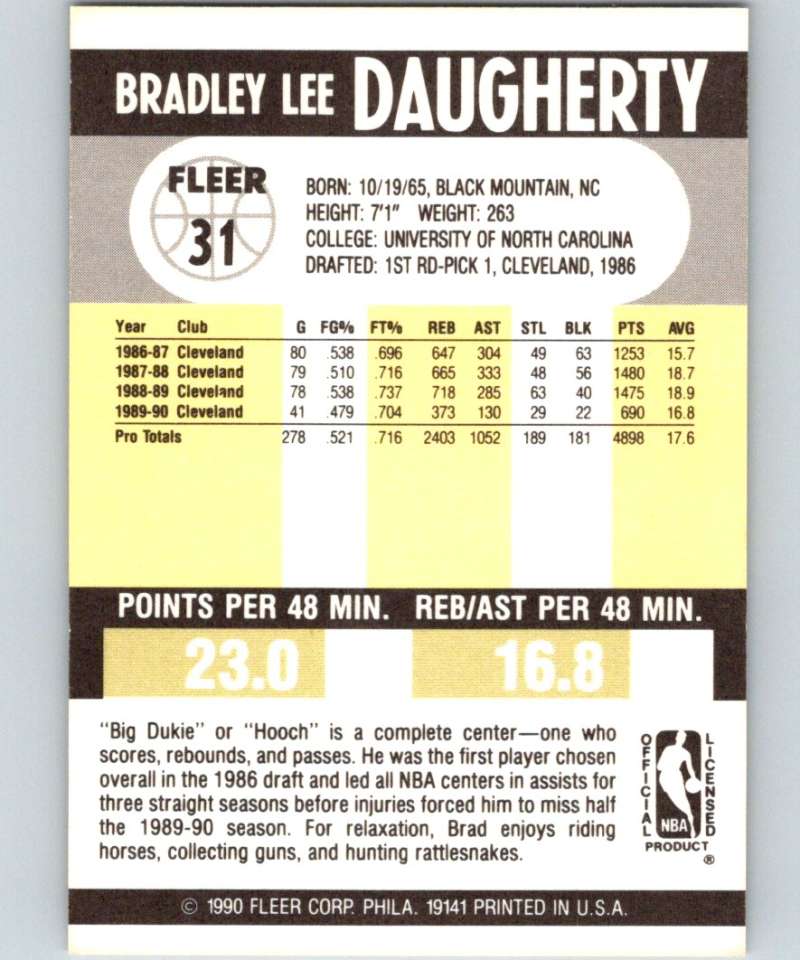 BRADLEY LEE DAUGHERTY
FLEER
31
BORN: 10/19/65, BLACK MOUNTAIN, NC
HEIGHT: 7'1" WEIGHT: 263
COLLEGE: UNIVERSITY OF NORTH CAROLINA
DRAFTED: 1ST RD-PICK 1, CLEVELAND, 1986
Year Club G FG% FT% REB AST STL BLK PTS AVG
1986-87 Cleveland 80 .538 .696 647 304 49 63 1253 15.7
1987-88 Cleveland 79 .510 .716 665 333 48 56 1480 18.7
1988-89 Cleveland 78 .538 .737 718 285 63 40 1475 18.9
1989-90 Cleveland 41 .479 .704 373 130 29 22 690 16.8
Pro Totals 278 .521 .716 2403 1052 189 181 4898 17.6
POINTS PER 48 MIN. REB/AST PER 48 MIN.
23.0 16.8
"Big Dukie" or "Hooch" is a complete center—one who
scores, rebounds, and passes. He was the first player chosen
overall in the 1986 draft and led all NBA centers in assists for
three straight seasons before injuries forced him to miss half
the 1989-90 season. For relaxation, Brad enjoys riding
horses, collecting guns, and hunting rattlesnakes.
OFFICIAL
LICENSED
NBA
PRODUCT
®
© 1990 FLEER CORP. PHILA. 19141 PRINTED IN U.S.A.